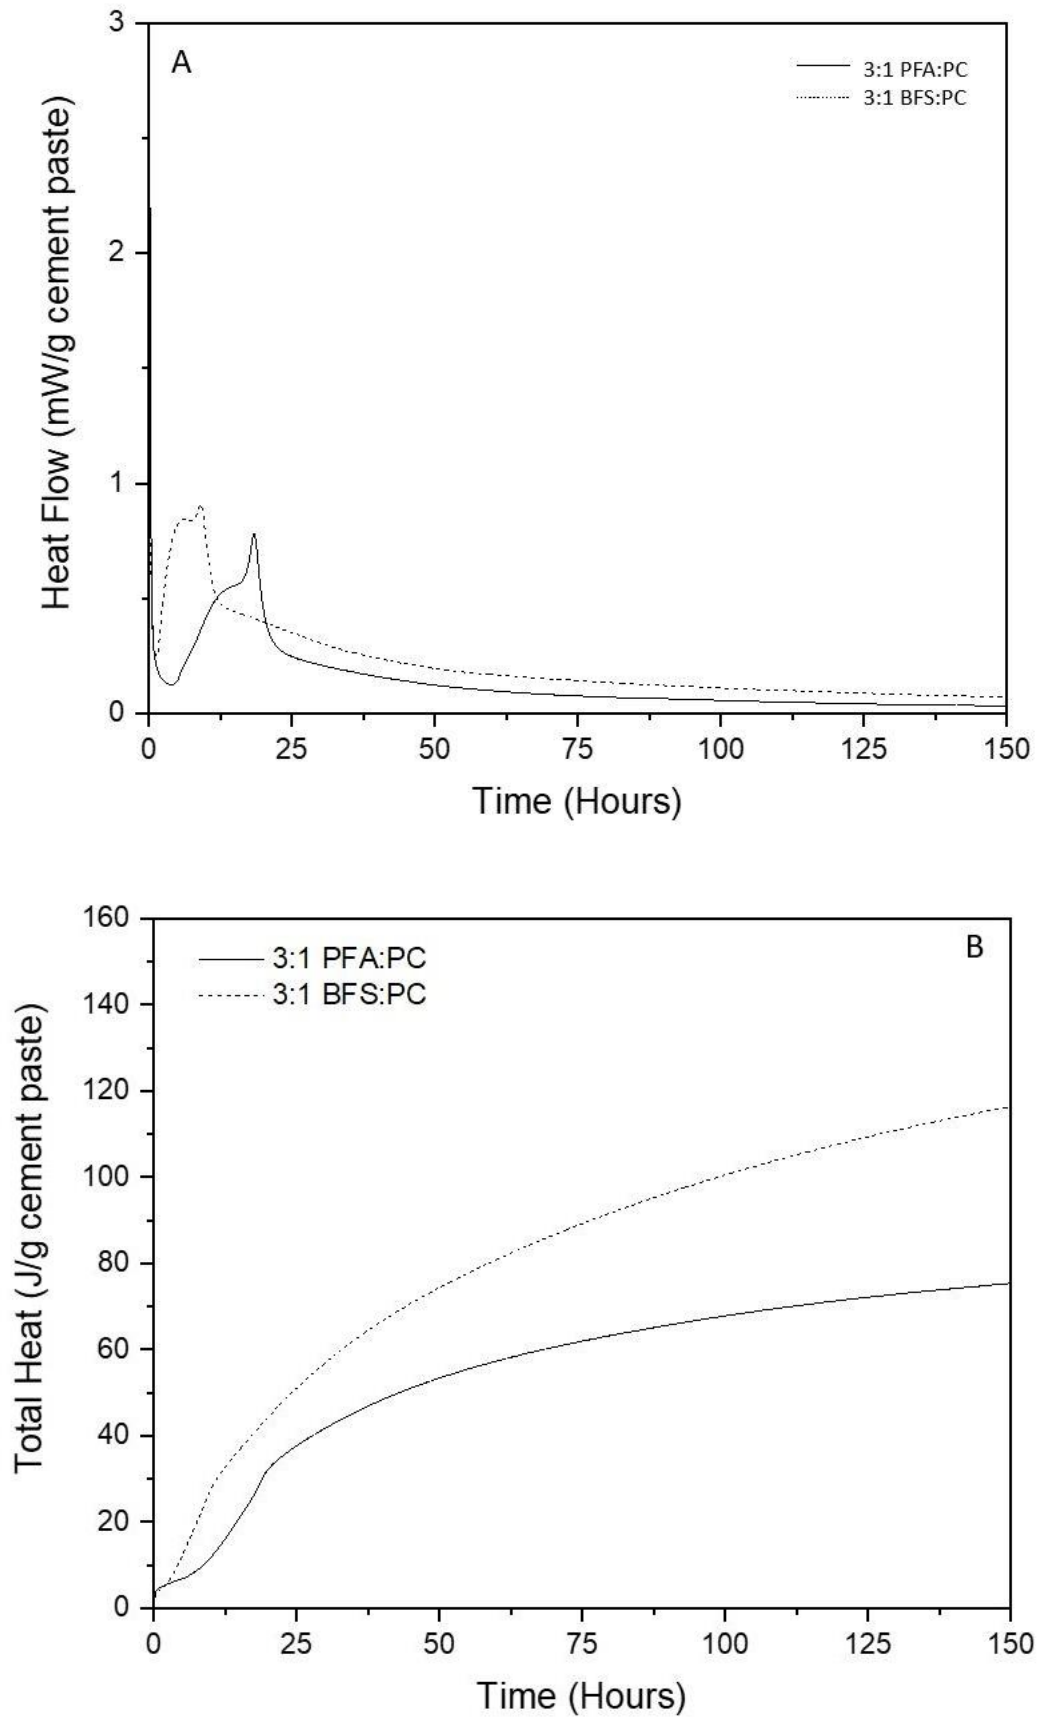 3
A
3:1 PFA:PC
3:1 BFS:PC
2
1
0
Heat Flow (mW/g cement paste)
0 25 50 75 100 125 150
Time (Hours)
160
B
3:1 PFA:PC
3:1 BFS:PC
140
120
100
80
60
40
20
0
Total Heat (J/g cement paste)
0 25 50 75 100 125 150
Time (Hours)